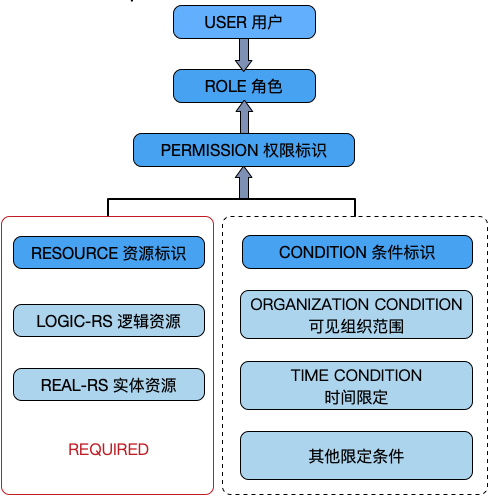 USER 用户
ROLE 角色
PERMISSION 权限标识
RESOURCE 资源标识
LOGIC-RS 逻辑资源
REAL-RS 实体资源
REQUIRED
CONDITION 条件标识
ORGANIZATION CONDITION
可见组织范围
TIME CONDITION
时间限定
其他限定条件